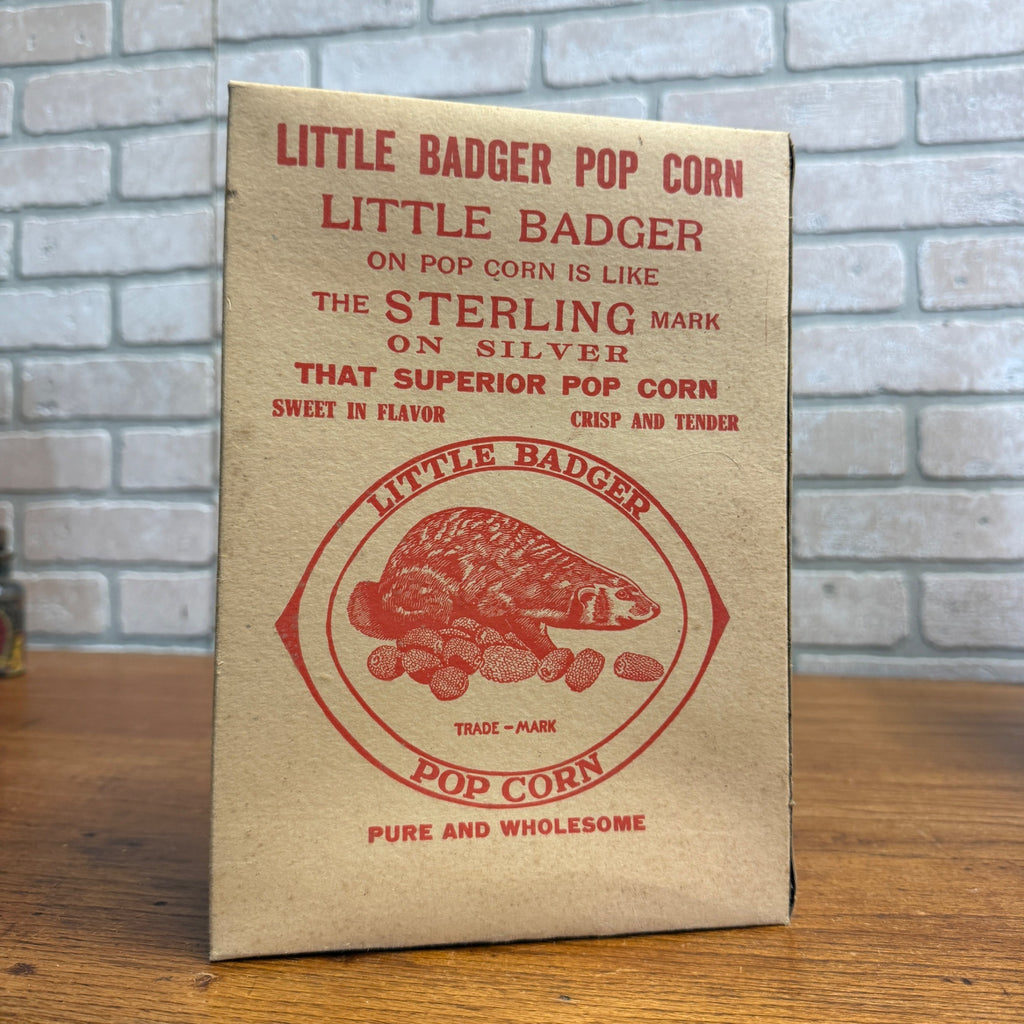 LITTLE BADGER POP CORN
LITTLE BADGER
ON POP CORN IS LIKE
THE STERLING MARK
ON SILVER
THAT SUPERIOR POP CORN
SWEET IN FLAVOR CRISP AND TENDER
LITTLE BADGER
TRADE-MARK
POP CORN
PURE AND WHOLESOME